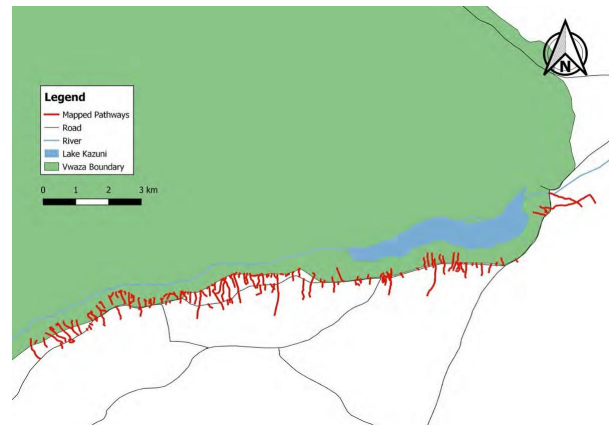 N
Legend
Mapped Pathways
Road
River
Lake Kazuni
Vwaza Boundary
0 1 2 3 km